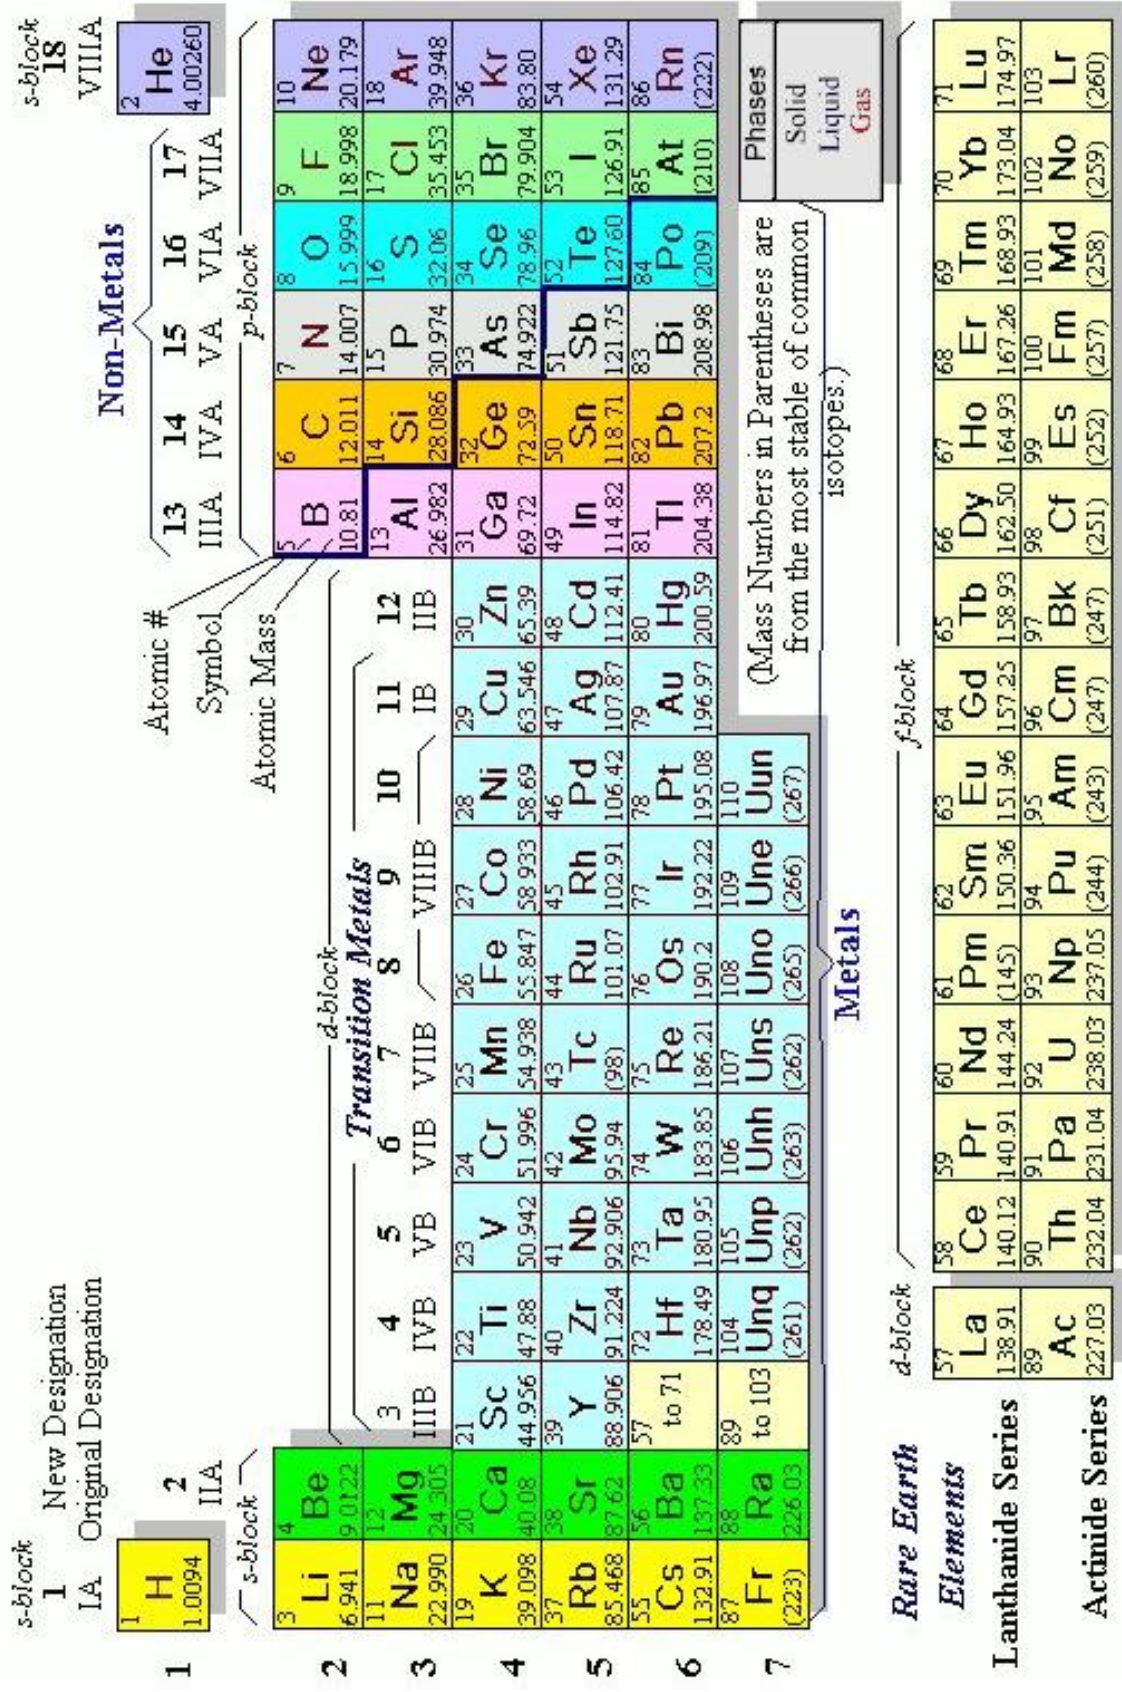 s-block
1 New Designation
IA Original Designation
s-block
18
VIIIA
Non-Metals
2
IIA
13 14 15 16 17
IIIA IVA VA VIA VIIA
Atomic #
Symbol
Atomic Mass
s-block
p-block
d-block
Transition Metals
3 4 5 6 7 8 9 10 11 12
IIIB IVB VB VIB VIIB VIIIB IB IIB
1
1 H 1.0094
2 He 4.00260
2
3 Li 6.941
4 Be 9.0122
5 B 10.81
6 C 12.011
7 N 14.007
8 O 15.999
9 F 18.998
10 Ne 20.179
3
11 Na 22.990
12 Mg 24.305
13 Al 26.982
14 Si 28.086
15 P 30.974
16 S 32.06
17 Cl 35.453
18 Ar 39.948
4
19 K 39.098
20 Ca 40.08
21 Sc 44.956
22 Ti 47.88
23 V 50.942
24 Cr 51.996
25 Mn 54.938
26 Fe 55.847
27 Co 58.933
28 Ni 58.69
29 Cu 63.546
30 Zn 65.39
31 Ga 69.72
32 Ge 72.59
33 As 74.922
34 Se 78.96
35 Br 79.904
36 Kr 83.80
5
37 Rb 85.468
38 Sr 87.62
39 Y 88.906
40 Zr 91.224
41 Nb 92.906
42 Mo 95.94
43 Tc (98)
44 Ru 101.07
45 Rh 102.91
46 Pd 106.42
47 Ag 107.87
48 Cd 112.41
49 In 114.82
50 Sn 118.71
51 Sb 121.75
52 Te 127.60
53 I 126.91
54 Xe 131.29
6
55 Cs 132.91
56 Ba 137.33
57 to 71
72 Hf 178.49
73 Ta 180.95
74 W 183.85
75 Re 186.21
76 Os 190.2
77 Ir 192.22
78 Pt 195.08
79 Au 196.97
80 Hg 200.59
81 Tl 204.38
82 Pb 207.2
83 Bi 208.98
84 Po (209)
85 At (210)
86 Rn (222)
7
87 Fr (223)
88 Ra 226.03
89 to 103
104 Unq (261)
105 Unp (262)
106 Unh (263)
107 Uns (262)
108 Uno (265)
109 Une (266)
110 Uun (267)
Metals
(Mass Numbers in Parentheses are
from the most stable of common
isotopes.)
Phases
Solid
Liquid
Gas
Rare Earth
Elements
d-block
f-block
Lanthanide Series
57 La 138.91
58 Ce 140.12
59 Pr 140.91
60 Nd 144.24
61 Pm (145)
62 Sm 150.36
63 Eu 151.96
64 Gd 157.25
65 Tb 158.93
66 Dy 162.50
67 Ho 164.93
68 Er 167.26
69 Tm 168.93
70 Yb 173.04
71 Lu 174.97
Actinide Series
89 Ac 227.03
90 Th 232.04
91 Pa 231.04
92 U 238.03
93 Np 237.05
94 Pu (244)
95 Am (243)
96 Cm (247)
97 Bk (247)
98 Cf (251)
99 Es (252)
100 Fm (257)
101 Md (258)
102 No (259)
103 Lr (260)